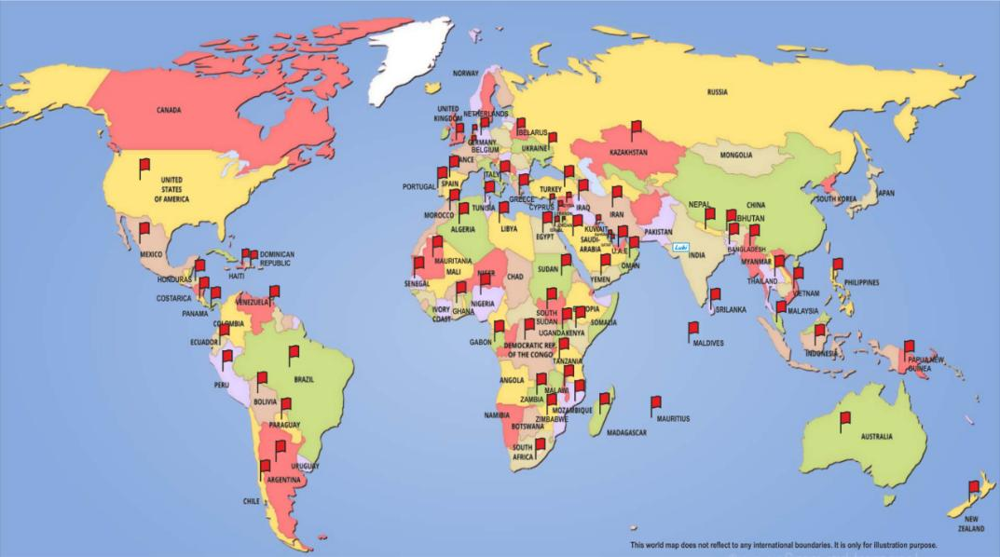 CANADA
UNITED
STATES
OF AMERICA
MEXICO
HONDURAS
COSTARICA
PANAMA
HAITI
DOMINICAN
REPUBLIC
VENEZUELA
COLOMBIA
ECUADOR
PERU
BRAZIL
BOLIVIA
PARAGUAY
URUGUAY
ARGENTINA
CHILE
NORWAY
UNITED
KINGDOM
NETHERLANDS
GERMANY
BELGIUM
BELARUS
UKRAINE
ANCE
ITALY
PORTUGAL
SPAIN
GREECE
TURKEY
CYPRUS
RUSSIA
KAZAKHSTAN
MONGOLIA
CHINA
SOUTH KOREA
JAPAN
MOROCCO
ALGERIA
TUNISIA
LIBYA
EGYPT
IRAQ
IRAN
KUWAIT
SAUDI-
ARABIA
U.A.E
OMAN
YEMEN
PAKISTAN
NEPAL
BHUTAN
Lubi
INDIA
BANGLADESH
MYANMAR
THAILAND
VIETNAM
MALAYSIA
PHILIPPINES
SRILANKA
MALDIVES
INDONESIA
PAPUA NEW
GUINEA
MAURITANIA
MALI
NIGER
CHAD
SUDAN
SENEGAL
IVORY
COAST
GHANA
NIGERIA
SOUTH
SUDAN
SOMALIA
UGANDA
KENYA
GABON
DEMOCRATIC REP.
OF THE CONGO
TANZANIA
ANGOLA
ZAMBIA
MALAWI
MOZAMBIQUE
ZIMBABWE
NAMIBIA
BOTSWANA
SOUTH
AFRICA
MADAGASCAR
MAURITIUS
AUSTRALIA
NEW
ZEALAND
This world map does not reflect to any international boundaries. It is only for illustration purpose.